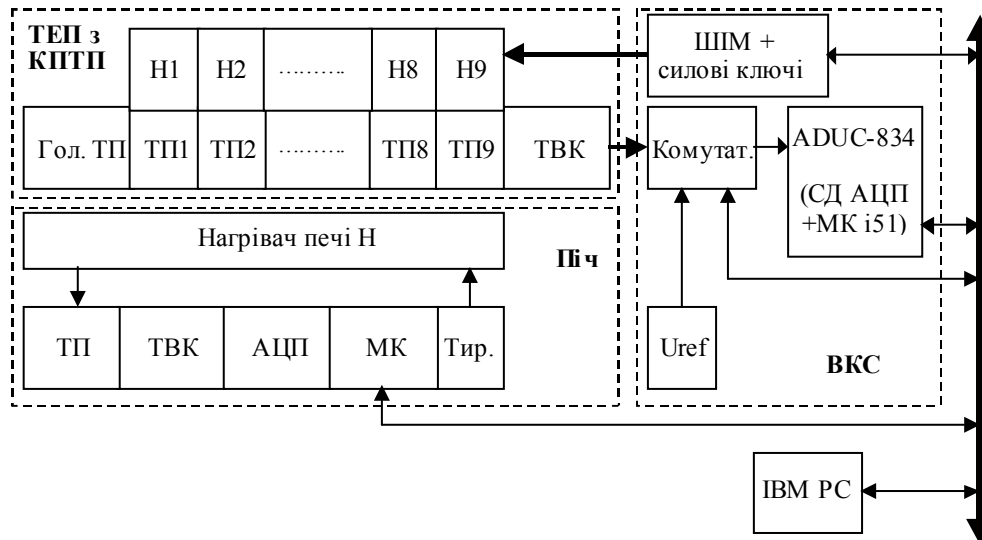 ТЕП з
КПТП
Н1
Н2
……….
Н8
Н9
ШІМ +
силові ключі
Гол. ТП
ТП1
ТП2
……….
ТП8
ТП9
ТВК
Комутат.
ADUC-834
(СД АЦП
+МК і51)
Нагрівач печі Н
Піч
ТП
ТВК
АЦП
МК
Тир.
Uref
ВКС
IBM PC